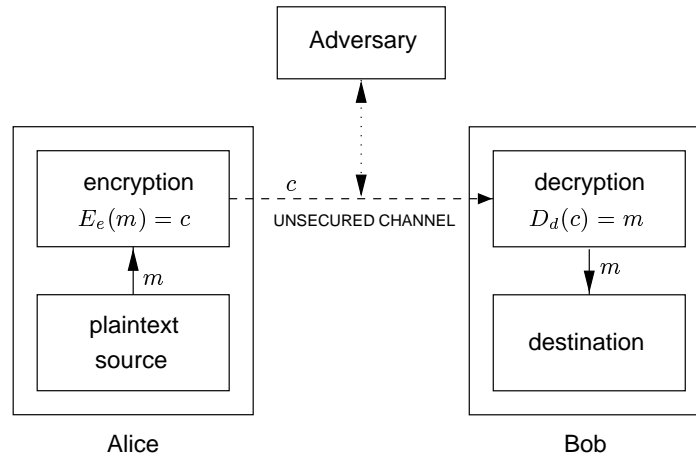 Adversary
encryption
E_e(m) = c
c
UNSECURED CHANNEL
decryption
D_d(c) = m
m
m
plaintext
source
destination
Alice
Bob